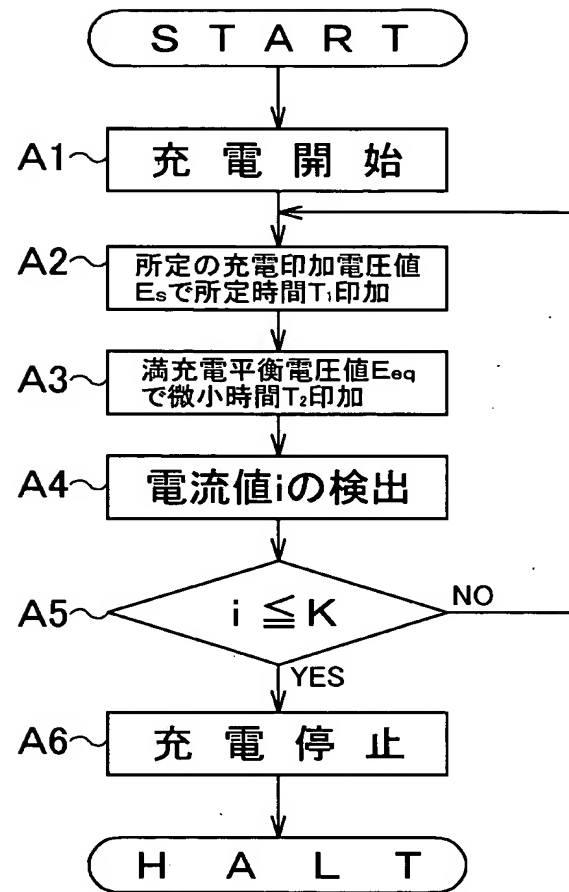 START
A1 充電開始
A2 所定の充電印加電圧値
Esで所定時間T₁印加
A3 満充電平衡電圧値Eeq
で微小時間T₂印加
A4 電流値iの検出
A5 i ≦ K NO
YES
A6 充電停止
HALT